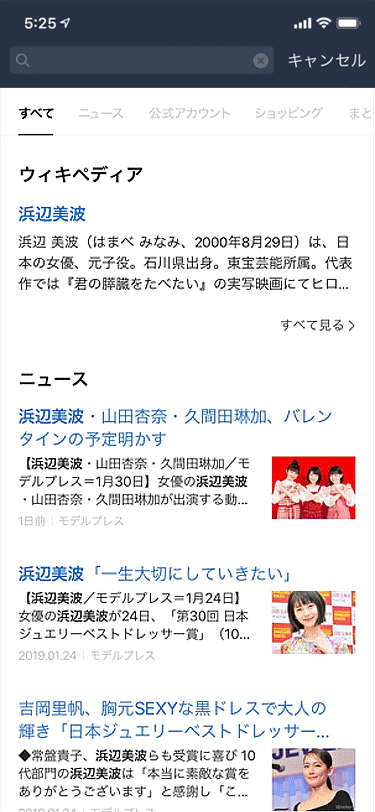 5:25
キャンセル
すべて ニュース 公式アカウント ショッピング まと
ウィキペディア
浜辺美波
浜辺 美波（はまべ みなみ、2000年8月29日）は、日
本の女優、元子役。石川県出身。東宝芸能所属。代表
作では『君の膵臓をたべたい』の実写映画にてヒロ...
すべて見る
ニュース
浜辺美波・山田杏奈・久間田琳加、バレン
タインの予定明かす
【浜辺美波・山田杏奈・久間田琳加／モ
デルプレス＝1月30日】女優の浜辺美波
・山田杏奈・久間田琳加が出演する動...
1日前 | モデルプレス
浜辺美波「一生大切にしていきたい」
【浜辺美波／モデルプレス＝1月24日】
女優の浜辺美波が24日、「第30回 日本
ジュエリーベストドレッサー賞」（10...
2019.01.24 | モデルプレス
吉岡里帆、胸元SEXYな黒ドレスで大人の
輝き「日本ジュエリーベストドレッサー...
◆常盤貴子、浜辺美波らも受賞に喜び 10
代部門の浜辺美波は「本当に素敵な賞を
ありがとうございます」と感謝し「こ...
2019.01.24 | モデルプレス